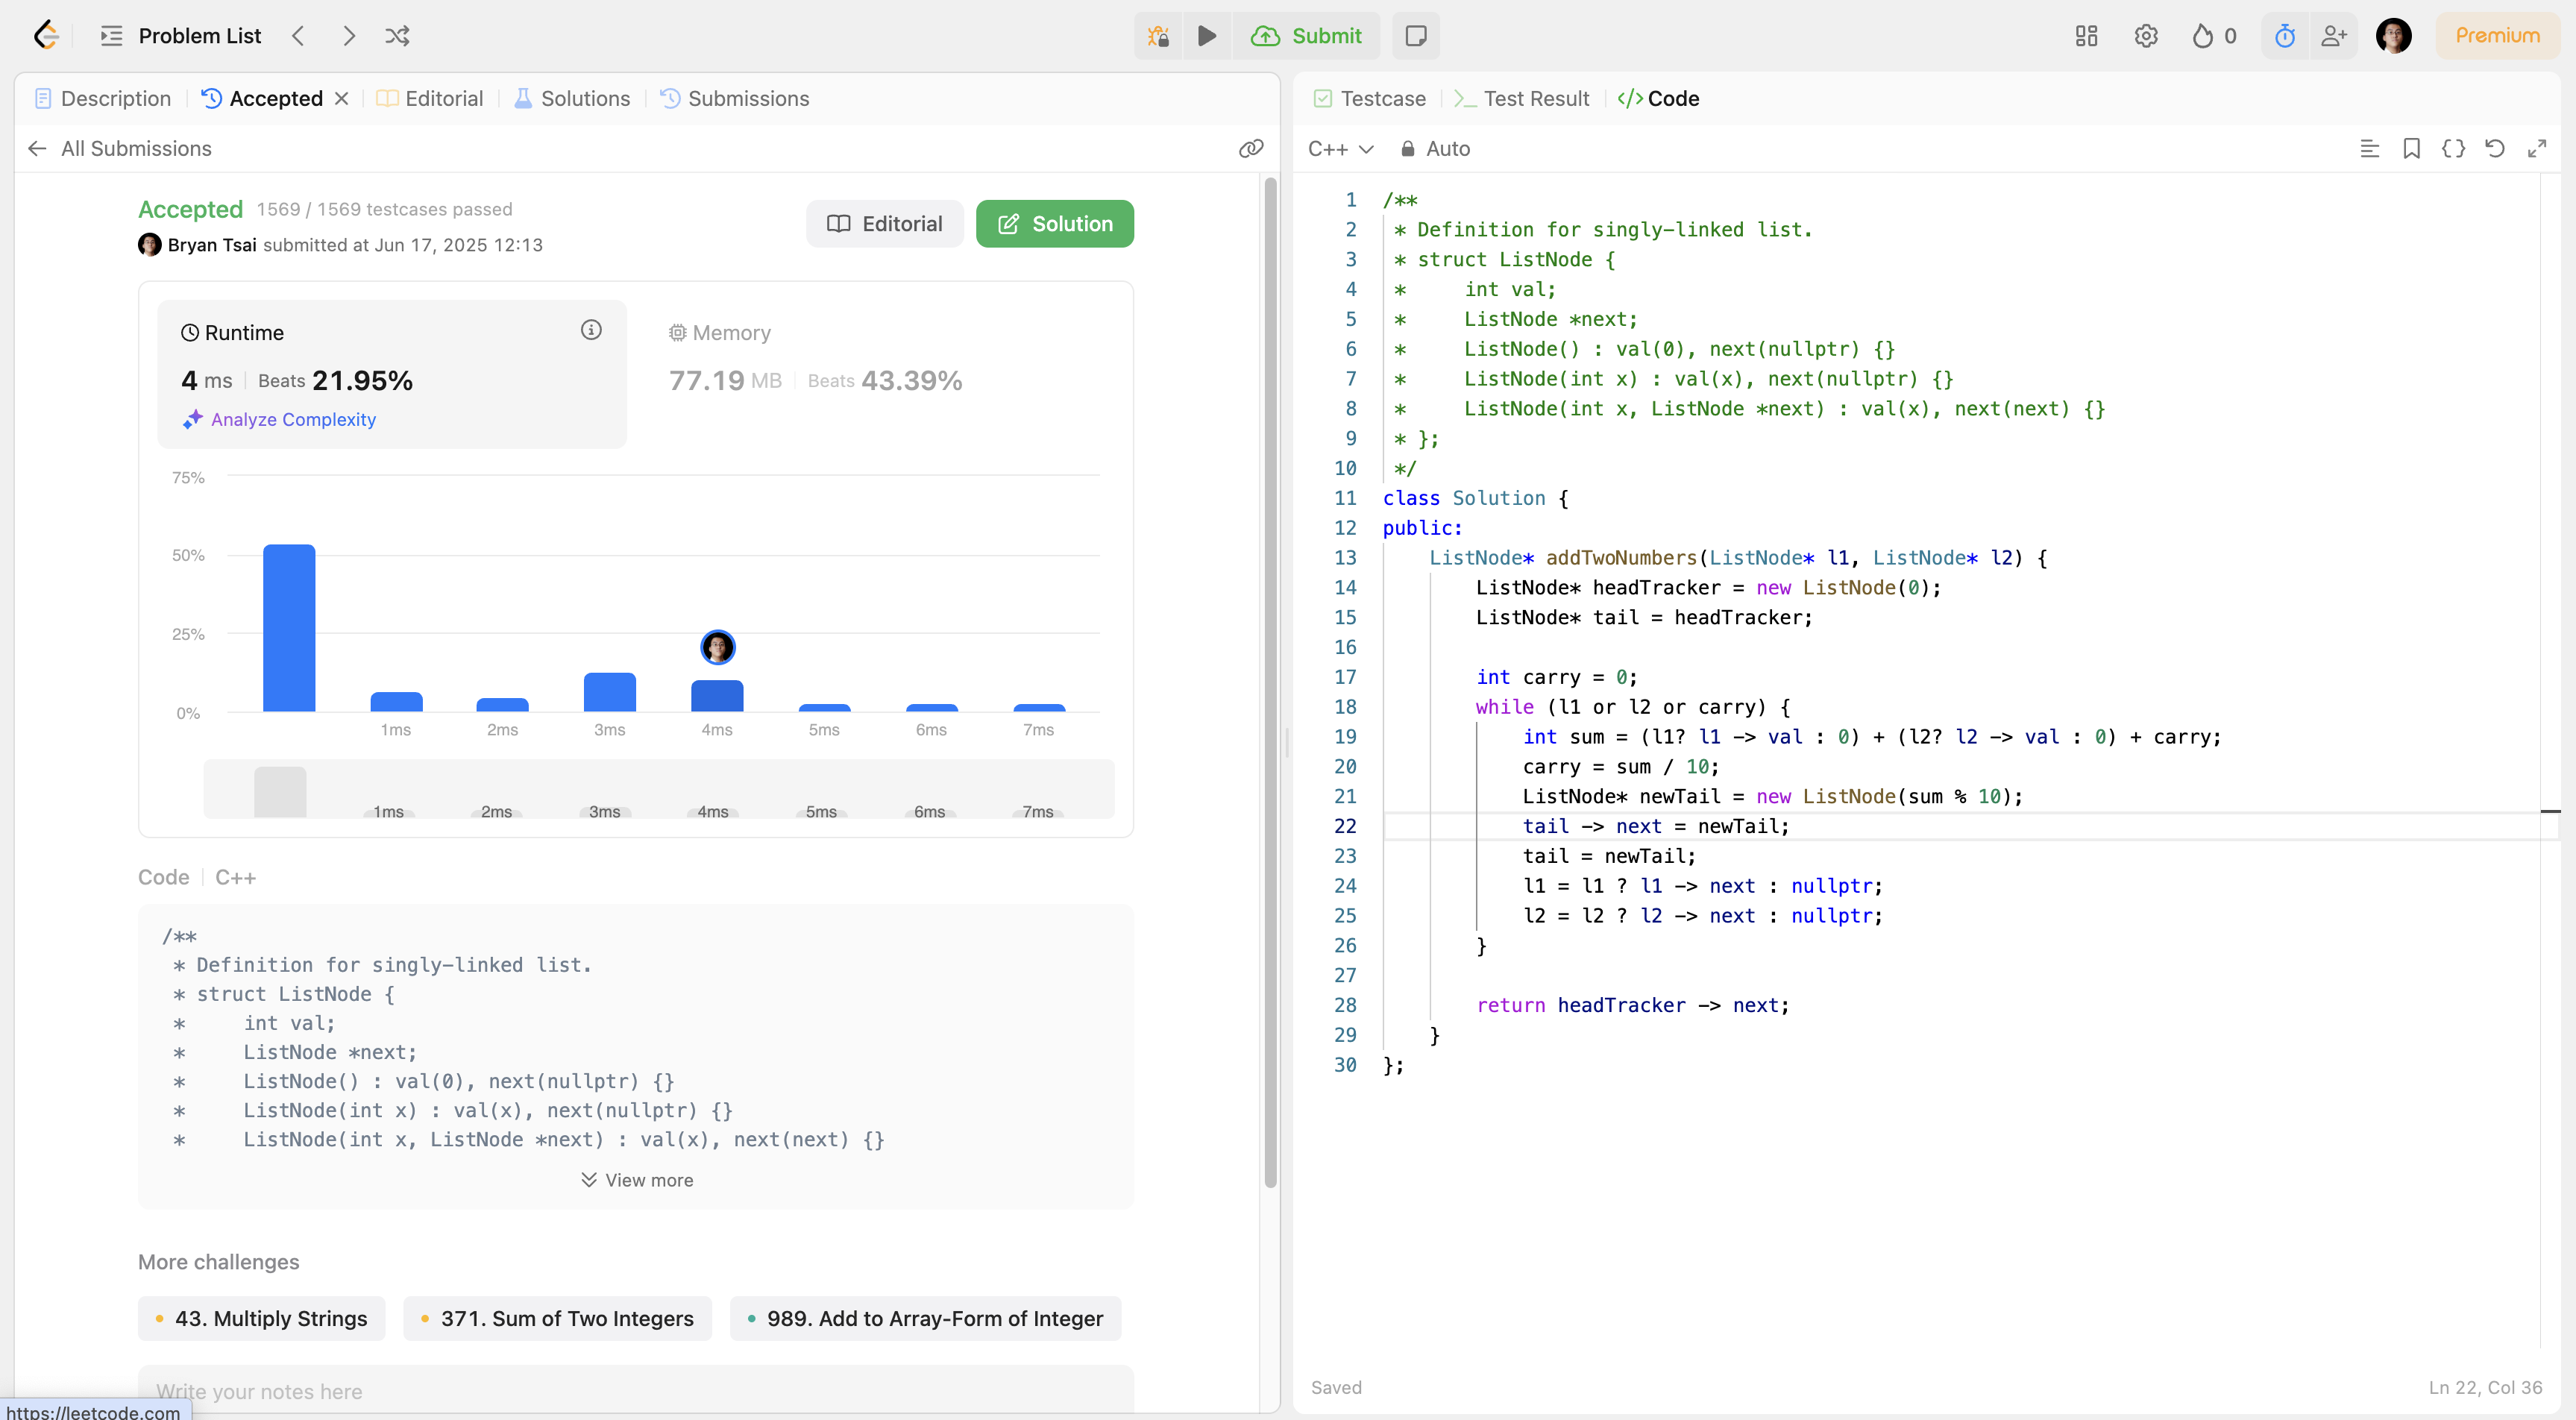 Problem List
Submit
0
Premium
Description
Accepted
Editorial
Solutions
Submissions
All Submissions
Accepted 1569 / 1569 testcases passed
Bryan Tsai submitted at Jun 17, 2025 12:13
Editorial
Solution
Runtime
4 ms Beats 21.95%
Analyze Complexity
Memory
77.19 MB Beats 43.39%
75%
50%
25%
0%
1ms 2ms 3ms 4ms 5ms 6ms 7ms
1ms 2ms 3ms 4ms 5ms 6ms 7ms
Code C++
/**
* Definition for singly-linked list.
* struct ListNode {
*     int val;
*     ListNode *next;
*     ListNode() : val(0), next(nullptr) {}
*     ListNode(int x) : val(x), next(nullptr) {}
*     ListNode(int x, ListNode *next) : val(x), next(next) {}
View more
More challenges
43. Multiply Strings
371. Sum of Two Integers
989. Add to Array-Form of Integer
Write your notes here
https://leetcode.com
Testcase
Test Result
</> Code
C++
Auto
1 /**
2 * Definition for singly-linked list.
3 * struct ListNode {
4 *     int val;
5 *     ListNode *next;
6 *     ListNode() : val(0), next(nullptr) {}
7 *     ListNode(int x) : val(x), next(nullptr) {}
8 *     ListNode(int x, ListNode *next) : val(x), next(next) {}
9 * };
10 */
11 class Solution {
12 public:
13     ListNode* addTwoNumbers(ListNode* l1, ListNode* l2) {
14         ListNode* headTracker = new ListNode(0);
15         ListNode* tail = headTracker;
16
17         int carry = 0;
18         while (l1 or l2 or carry) {
19             int sum = (l1? l1 -> val : 0) + (l2? l2 -> val : 0) + carry;
20             carry = sum / 10;
21             ListNode* newTail = new ListNode(sum % 10);
22             tail -> next = newTail;
23             tail = newTail;
24             l1 = l1 ? l1 -> next : nullptr;
25             l2 = l2 ? l2 -> next : nullptr;
26         }
27
28         return headTracker -> next;
29     }
30 };
Saved
Ln 22, Col 36